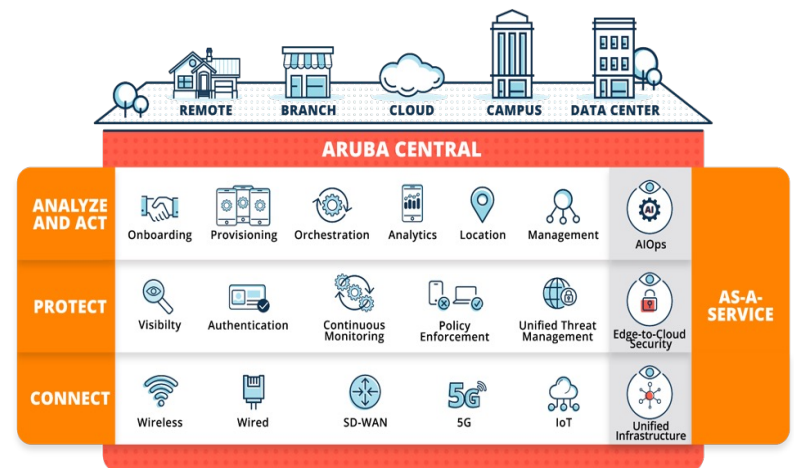 REMOTE
BRANCH
CLOUD
CAMPUS
DATA CENTER
ARUBA CENTRAL
ANALYZE
AND ACT
Onboarding
Provisioning
Orchestration
Analytics
Location
Management
AI
AIOps
PROTECT
Visibilty
Authentication
Continuous
Monitoring
Policy
Enforcement
Unified Threat
Management
Edge-to-Cloud
Security
AS-A-
SERVICE
CONNECT
Wireless
Wired
SD-WAN
5G
5G
IoT
Unified
Infrastructure